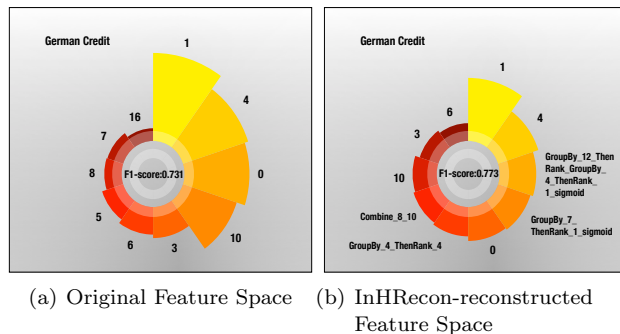 German Credit
1
4
0
10
3
6
5
8
7
16
F1-score:0.731
German Credit
1
4
GroupBy_12_Then
Rank_GroupBy_
4_ThenRank_
1_sigmoid
GroupBy_7_
ThenRank_1_sigmoid
0
GroupBy_4_ThenRank_4
Combine_8_10
10
3
6
F1-score:0.773
(a) Original Feature Space
(b) InHRecon-reconstructed
Feature Space